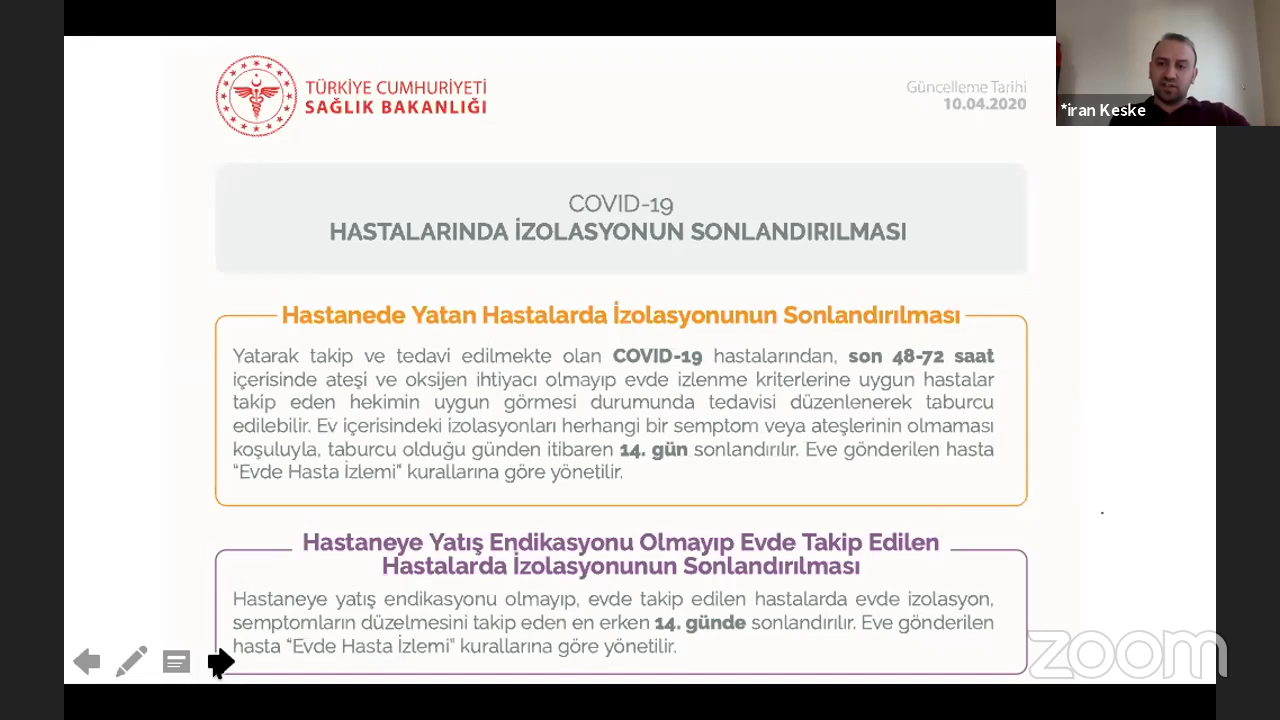 TÜRKİYE CUMHURİYETİ
SAĞLIK BAKANLIĞI
Güncelleme Tarihi
10.04.2020
*iran Keske
COVID-19
HASTALARINDA İZOLASYONUN SONLANDIRILMASI
Hastanede Yatan Hastalarda İzolasyonunun Sonlandırılması
Yatarak takip ve tedavi edilmekte olan COVID-19 hastalarından, son 48-72 saat
içerisinde ateşi ve oksijen ihtiyacı olmayıp evde izlenme kriterlerine uygun hastalar
takip eden hekimin uygun görmesi durumunda tedavisi düzenlenerek taburcu
edilebilir. Ev içerisindeki izolasyonları herhangi bir semptom veya ateşlerinin olmaması
koşuluyla, taburcu olduğu günden itibaren 14. gün sonlandırılır. Eve gönderilen hasta
“Evde Hasta İzlemi” kurallarına göre yönetilir.
Hastaneye Yatış Endikasyonu Olmayıp Evde Takip Edilen
Hastalarda İzolasyonunun Sonlandırılması
Hastaneye yatış endikasyonu olmayıp, evde takip edilen hastalarda evde izolasyon,
semptomların düzelmesini takip eden en erken 14. günde sonlandırılır. Eve gönderilen
hasta “Evde Hasta İzlemi” kurallarına göre yönetilir.
zoom